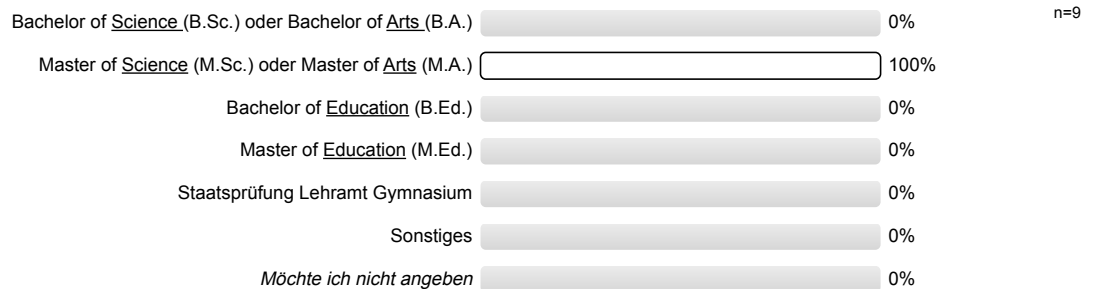 Bachelor of Science (B.Sc.) oder Bachelor of Arts (B.A.) 0% n=9
Master of Science (M.Sc.) oder Master of Arts (M.A.) 100%
Bachelor of Education (B.Ed.) 0%
Master of Education (M.Ed.) 0%
Staatsprüfung Lehramt Gymnasium 0%
Sonstiges 0%
Möchte ich nicht angeben 0%